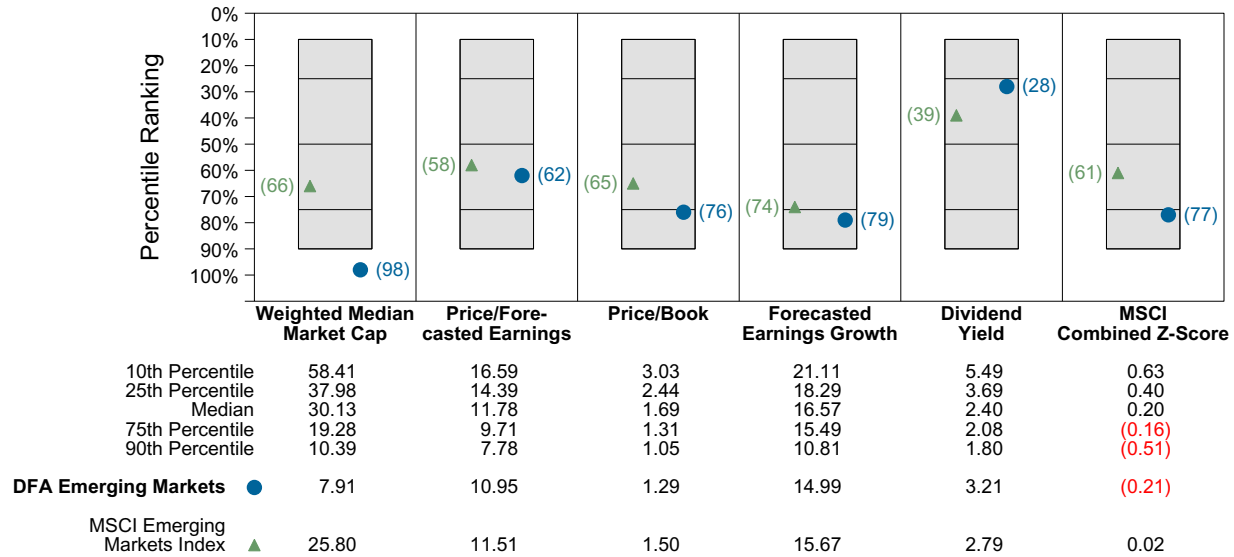 0%
10%
20%
30%
40%
50%
60%
70%
80%
90%
100%
Percentile Ranking
(66)
(98)
(58)
(62)
(65)
(76)
(74)
(79)
(39)
(28)
(61)
(77)
Weighted Median
Market Cap
Price/Fore-
casted Earnings
Price/Book
Forecasted
Earnings Growth
Dividend
Yield
MSCI
Combined Z-Score
10th Percentile 58.41 16.59 3.03 21.11 5.49 0.63
25th Percentile 37.98 14.39 2.44 18.29 3.69 0.40
Median 30.13 11.78 1.69 16.57 2.40 0.20
75th Percentile 19.28 9.71 1.31 15.49 2.08 (0.16)
90th Percentile 10.39 7.78 1.05 10.81 1.80 (0.51)
DFA Emerging Markets 7.91 10.95 1.29 14.99 3.21 (0.21)
MSCI Emerging
Markets Index 25.80 11.51 1.50 15.67 2.79 0.02